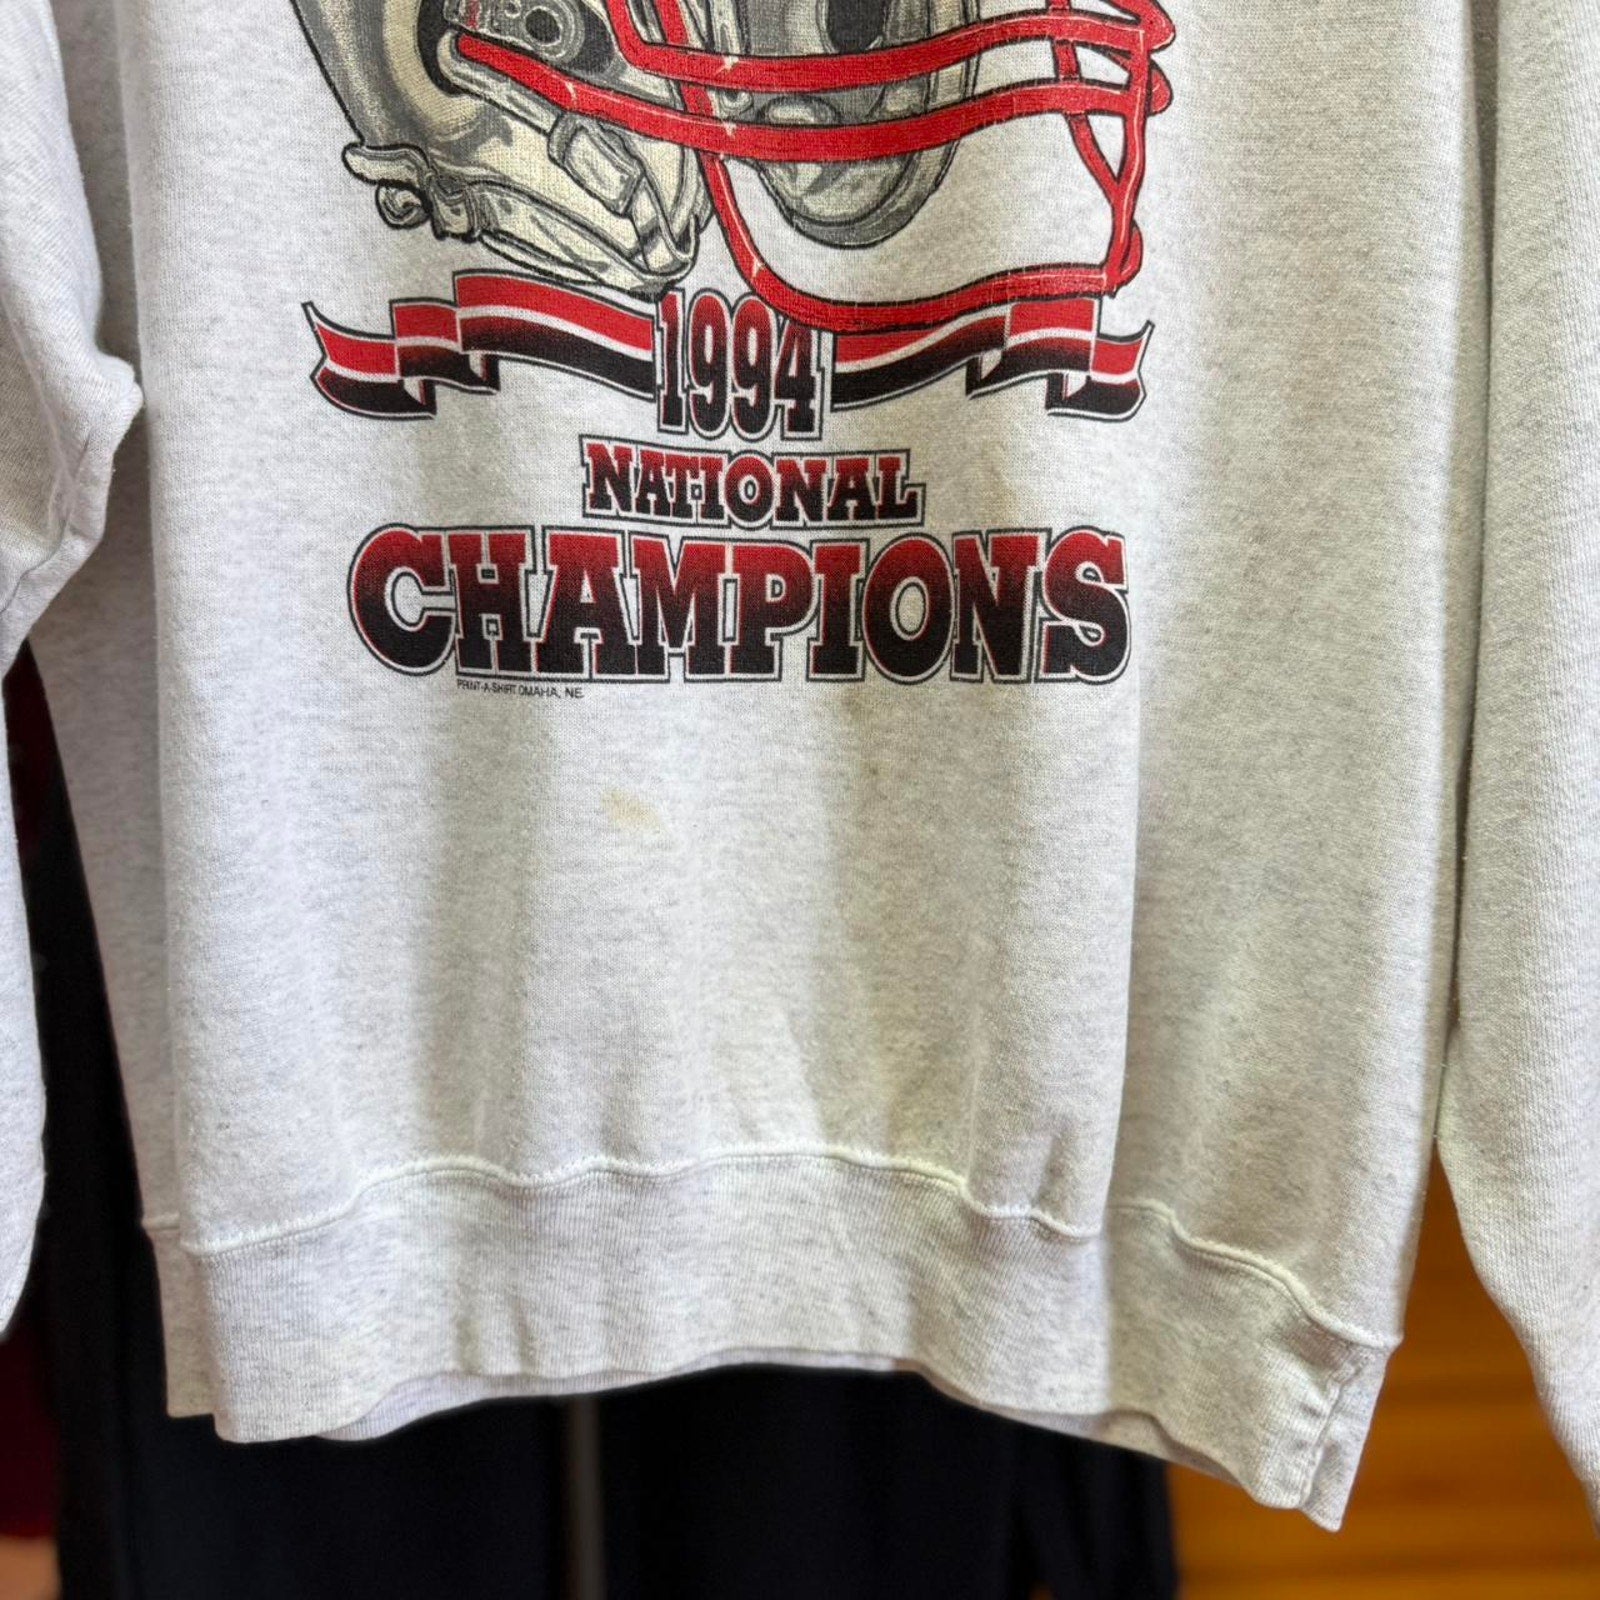 1994
NATIONAL
CHAMPIONS
PRINT-A-SHIRT OMAHA, NE